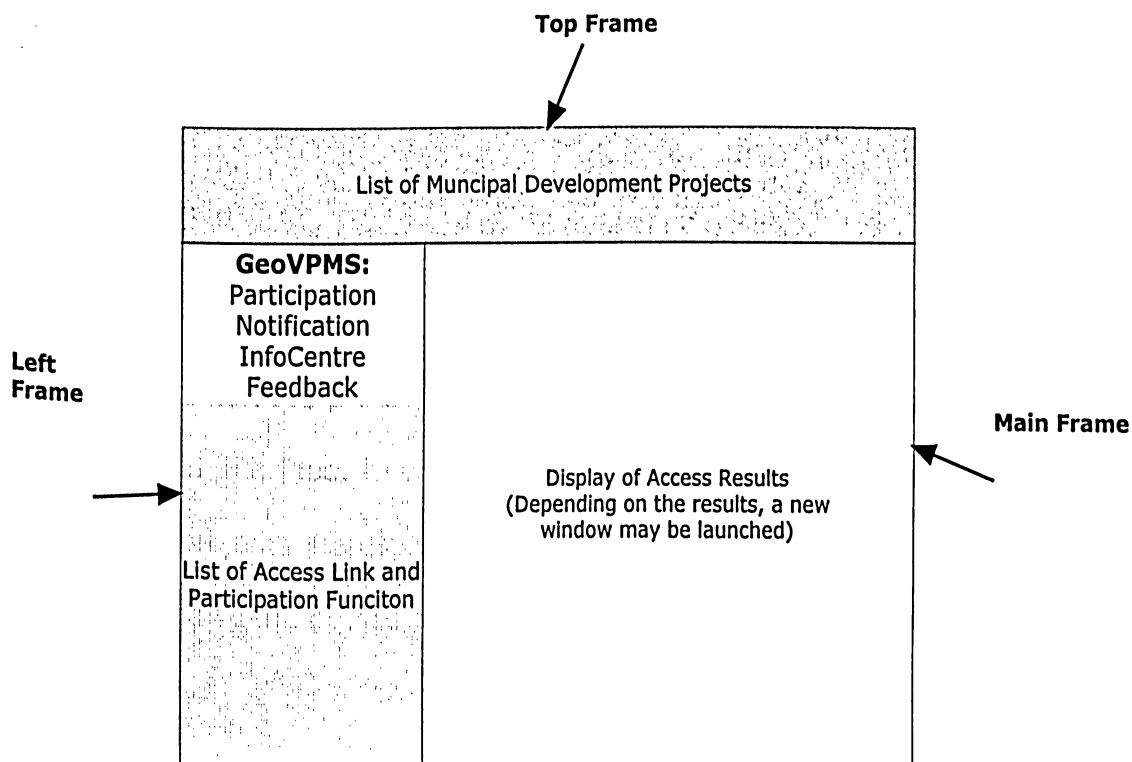 Top Frame
List of Muncipal Development Projects
GeoVPMS:
Participation
Notification
InfoCentre
Feedback
Left
Frame
Main Frame
Display of Access Results
(Depending on the results, a new
window may be launched)
List of Access Link and
Participation Funciton